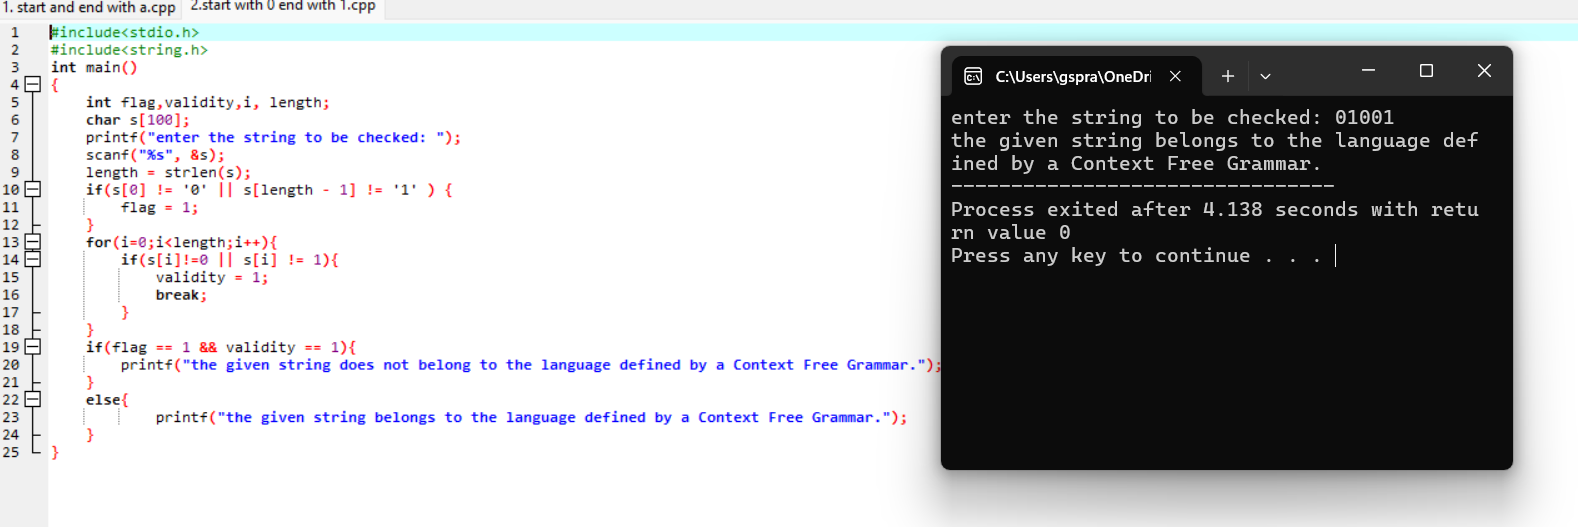 1. start and end with a.cpp 2.start with 0 end with 1.cpp
1 #include<stdio.h>
2 #include<string.h>
3 int main()
4 {
5 int flag,validity,i, length;
6 char s[100];
7 printf("enter the string to be checked: ");
8 scanf("%s", &s);
9 length = strlen(s);
10 if(s[0] != '0' || s[length - 1] != '1' ) {
11 flag = 1;
12 }
13 for(i=0;i<length;i++){
14 if(s[i]!=0 || s[i] != 1){
15 validity = 1;
16 break;
17 }
18 }
19 if(flag == 1 && validity == 1){
20 printf("the given string does not belong to the language defined by a Context Free Grammar.");
21 }
22 else{
23 printf("the given string belongs to the language defined by a Context Free Grammar.");
24 }
25 }
C:\Users\gspra\OneDri
enter the string to be checked: 01001
the given string belongs to the language def
ined by a Context Free Grammar.
--------------------------------
Process exited after 4.138 seconds with retu
rn value 0
Press any key to continue . . .